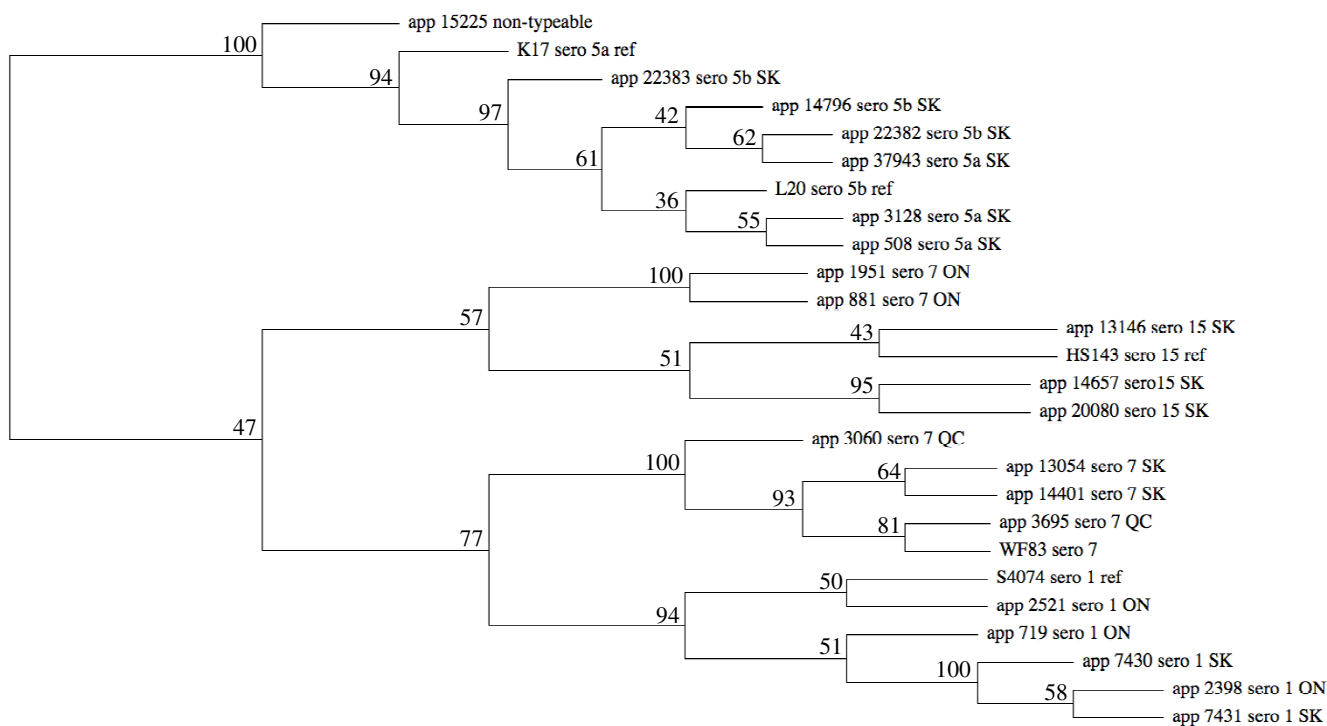 app 15225 non-typeable
100
K17 sero 5a ref
94
app 22383 sero 5b SK
97
app 14796 sero 5b SK
42
app 22382 sero 5b SK
62
app 37943 sero 5a SK
61
L20 sero 5b ref
36
app 3128 sero 5a SK
55
app 508 sero 5a SK
app 1951 sero 7 ON
100
app 881 sero 7 ON
57
app 13146 sero 15 SK
43
HS143 sero 15 ref
51
app 14657 sero15 SK
95
app 20080 sero 15 SK
47
app 3060 sero 7 QC
100
app 13054 sero 7 SK
64
app 14401 sero 7 SK
93
app 3695 sero 7 QC
81
WF83 sero 7
77
S4074 sero 1 ref
50
app 2521 sero 1 ON
94
app 719 sero 1 ON
51
app 7430 sero 1 SK
100
app 2398 sero 1 ON
58
app 7431 sero 1 SK